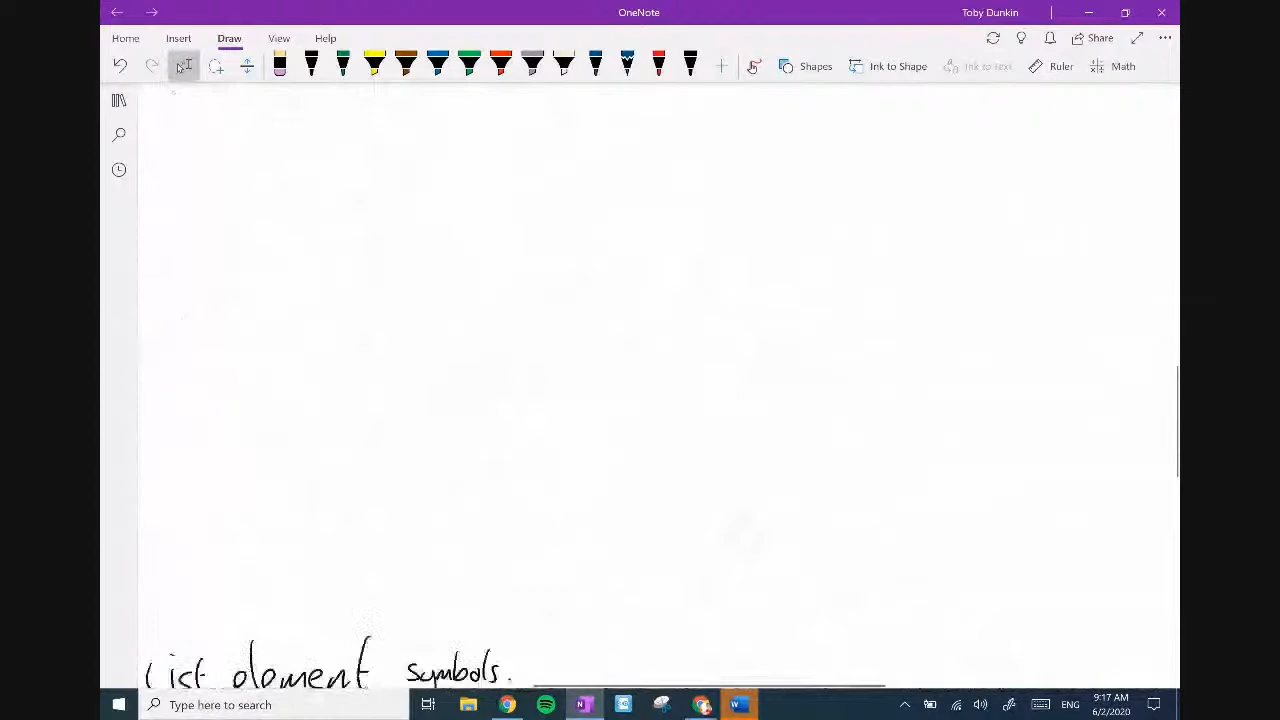 OneNote
Toby Dunkin
Home Insert Draw View Help
Share
Shapes Ink to Shape Ink to Text Ruler Math
List element symbols.
Type here to search
ENG
9:17 AM
6/2/2020